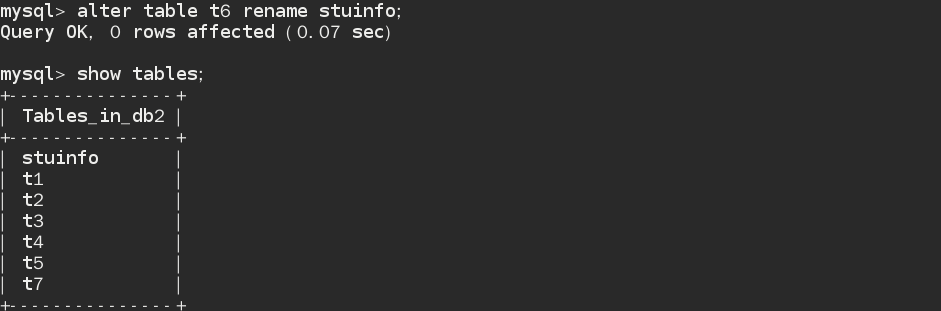 mysql> alter table t6 rename stuinfo;
Query OK, 0 rows affected (0.07 sec)
mysql> show tables;
+---------------+
| Tables_in_db2 |
+---------------+
| stuinfo       |
| t1            |
| t2            |
| t3            |
| t4            |
| t5            |
| t7            |
+---------------+